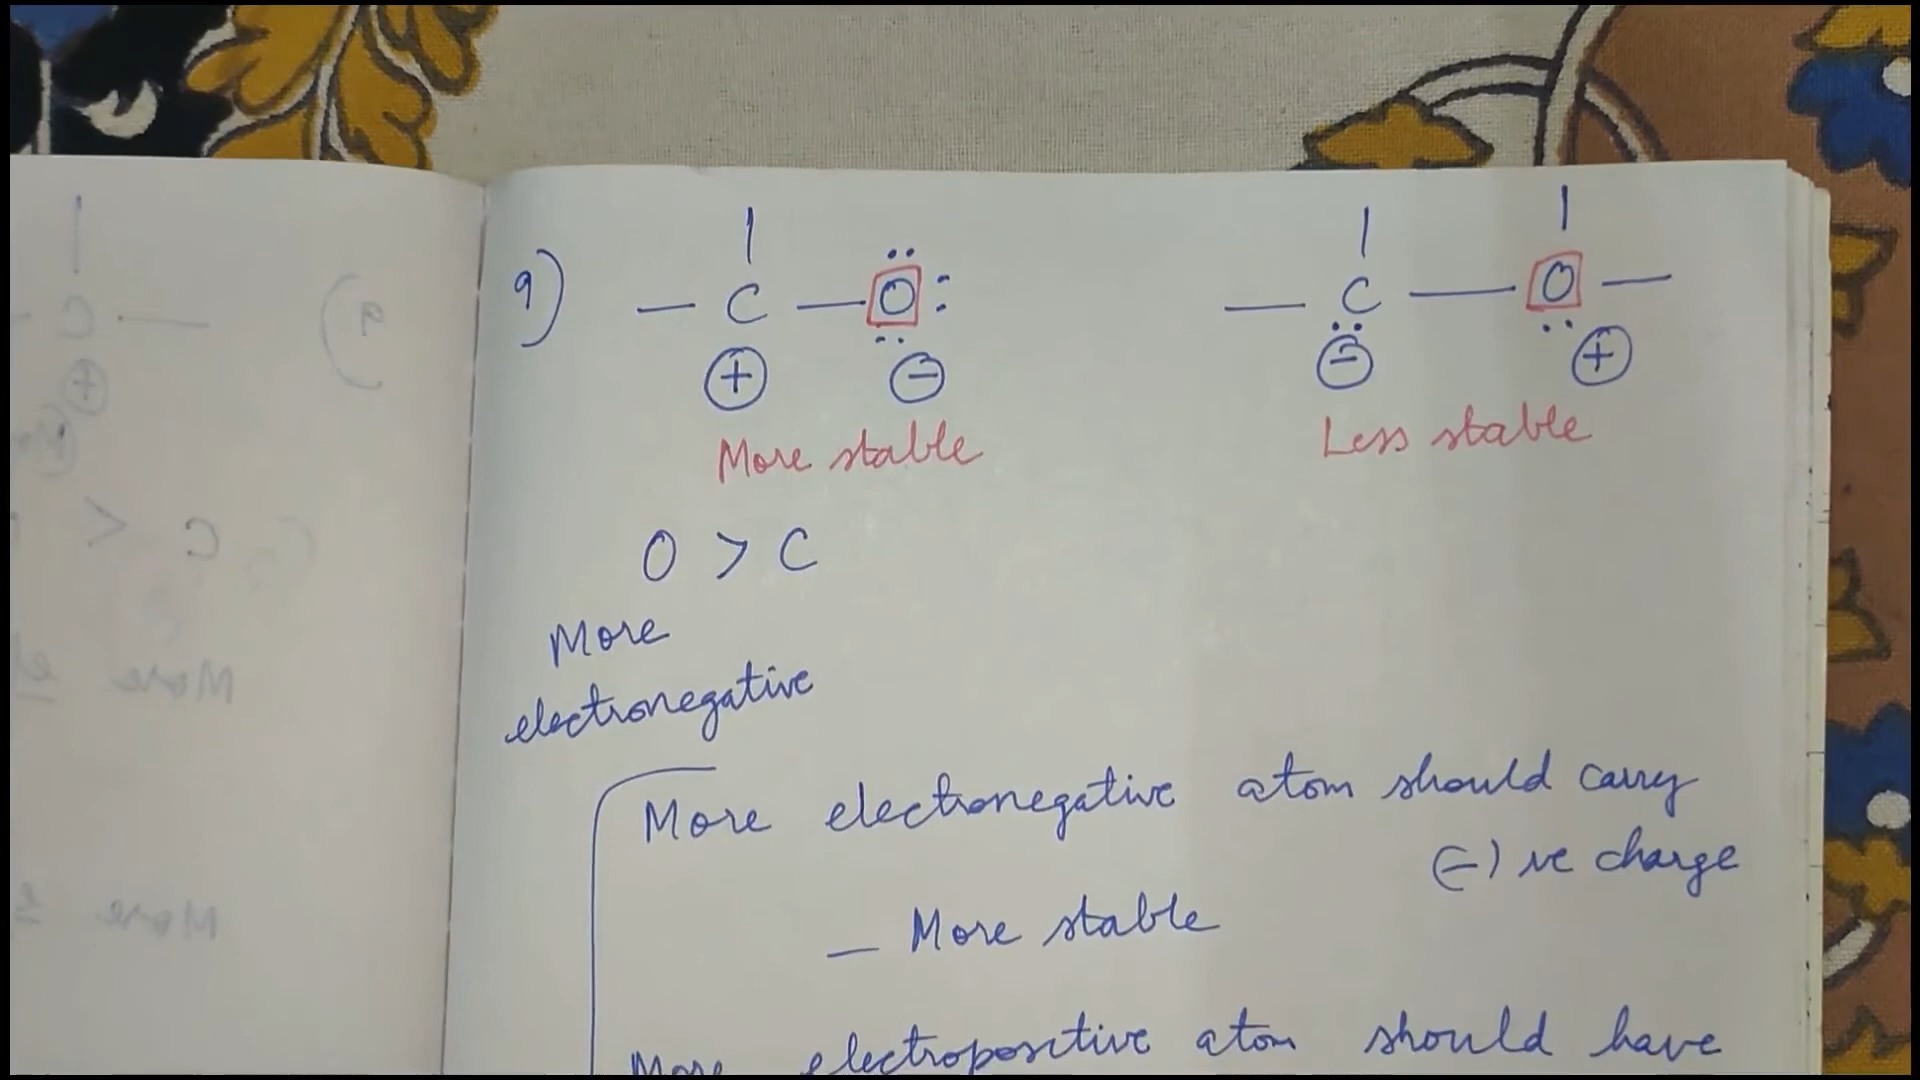 9) — C — O :
⊕ ⊖
— C — O —
⊖ ⊕
More stable
Less stable
O > C
More
electronegative
More electronegative atom should carry
(-) ve charge
— More stable
More electropositive atom should have